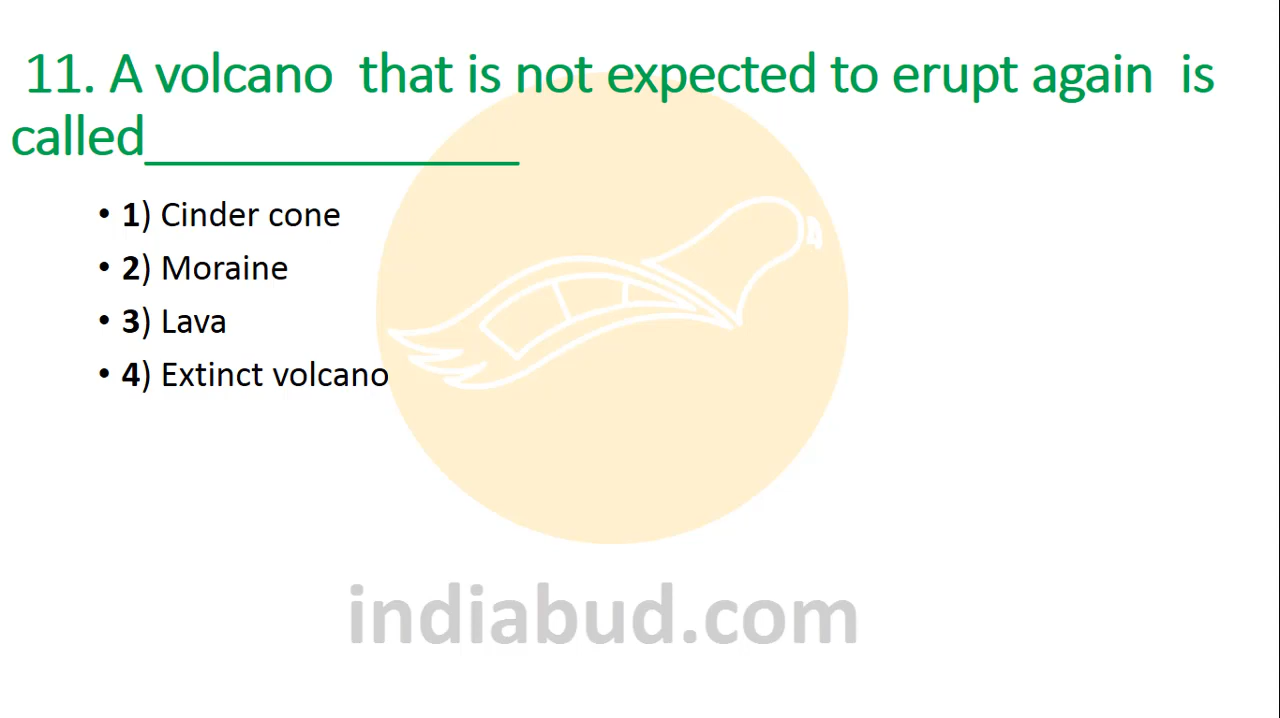 11. A volcano that is not expected to erupt again is
called______________
• 1) Cinder cone
• 2) Moraine
• 3) Lava
• 4) Extinct volcano
indiabud.com